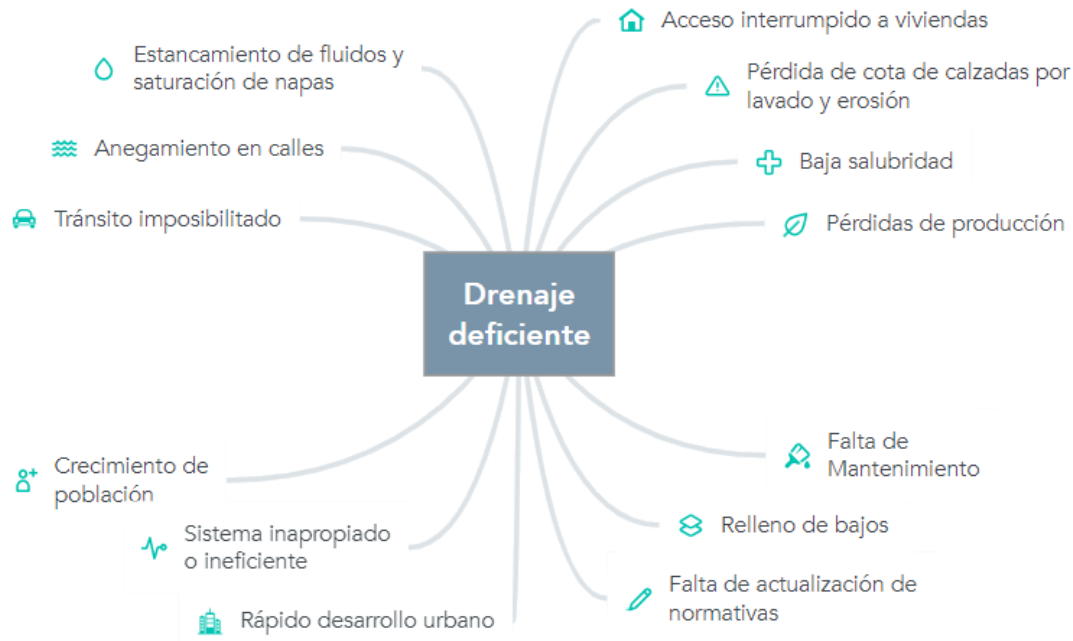 Acceso interrumpido a viviendas
Estancamiento de fluidos y
saturación de napas
Pérdida de cota de calzadas por
lavado y erosión
Anegamiento en calles
Baja salubridad
Tránsito imposibilitado
Pérdidas de producción
Drenaje
deficiente
Crecimiento de
población
Falta de
Mantenimiento
Sistema inapropiado
o ineficiente
Relleno de bajos
Rápido desarrollo urbano
Falta de actualización de
normativas